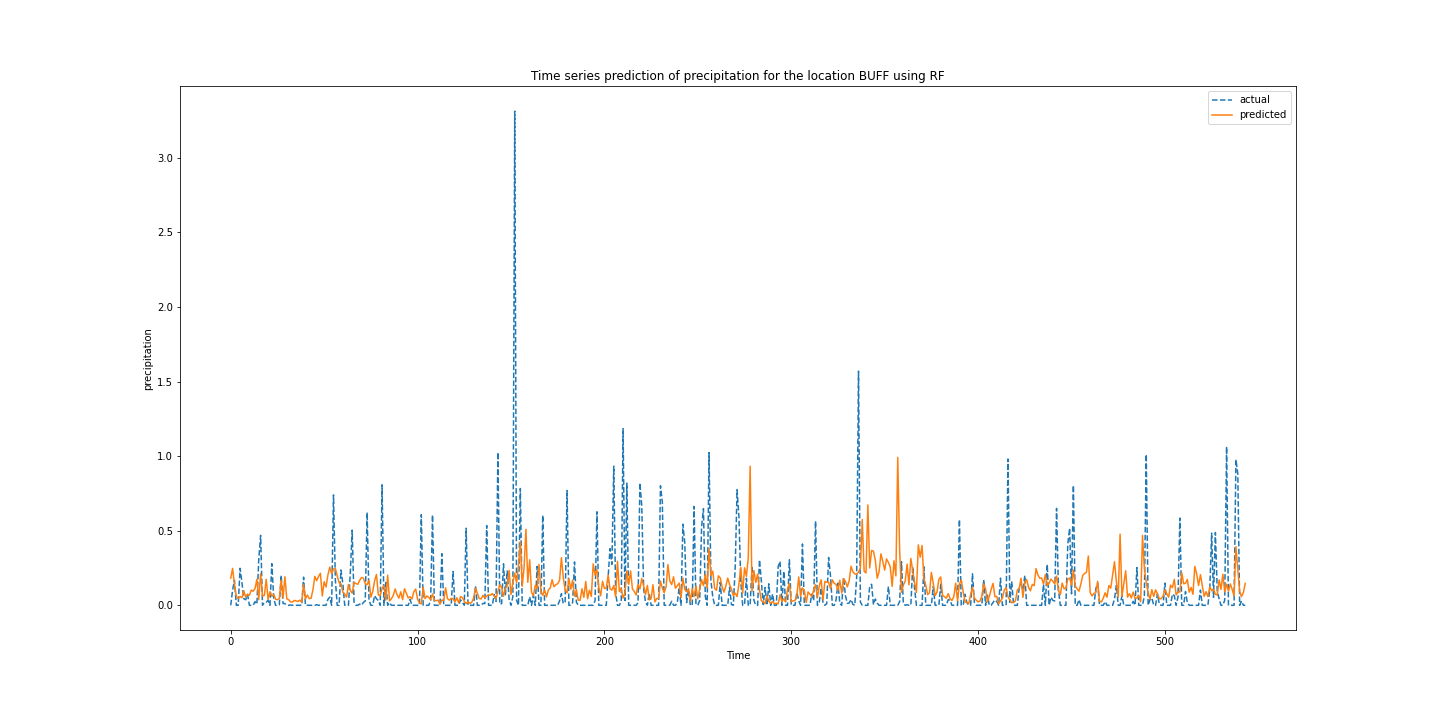 Time series prediction of precipitation for the location BUFF using RF
actual
predicted
3.0
2.5
2.0
1.5
1.0
0.5
0.0
precipitation
0 100 200 300 400 500
Time